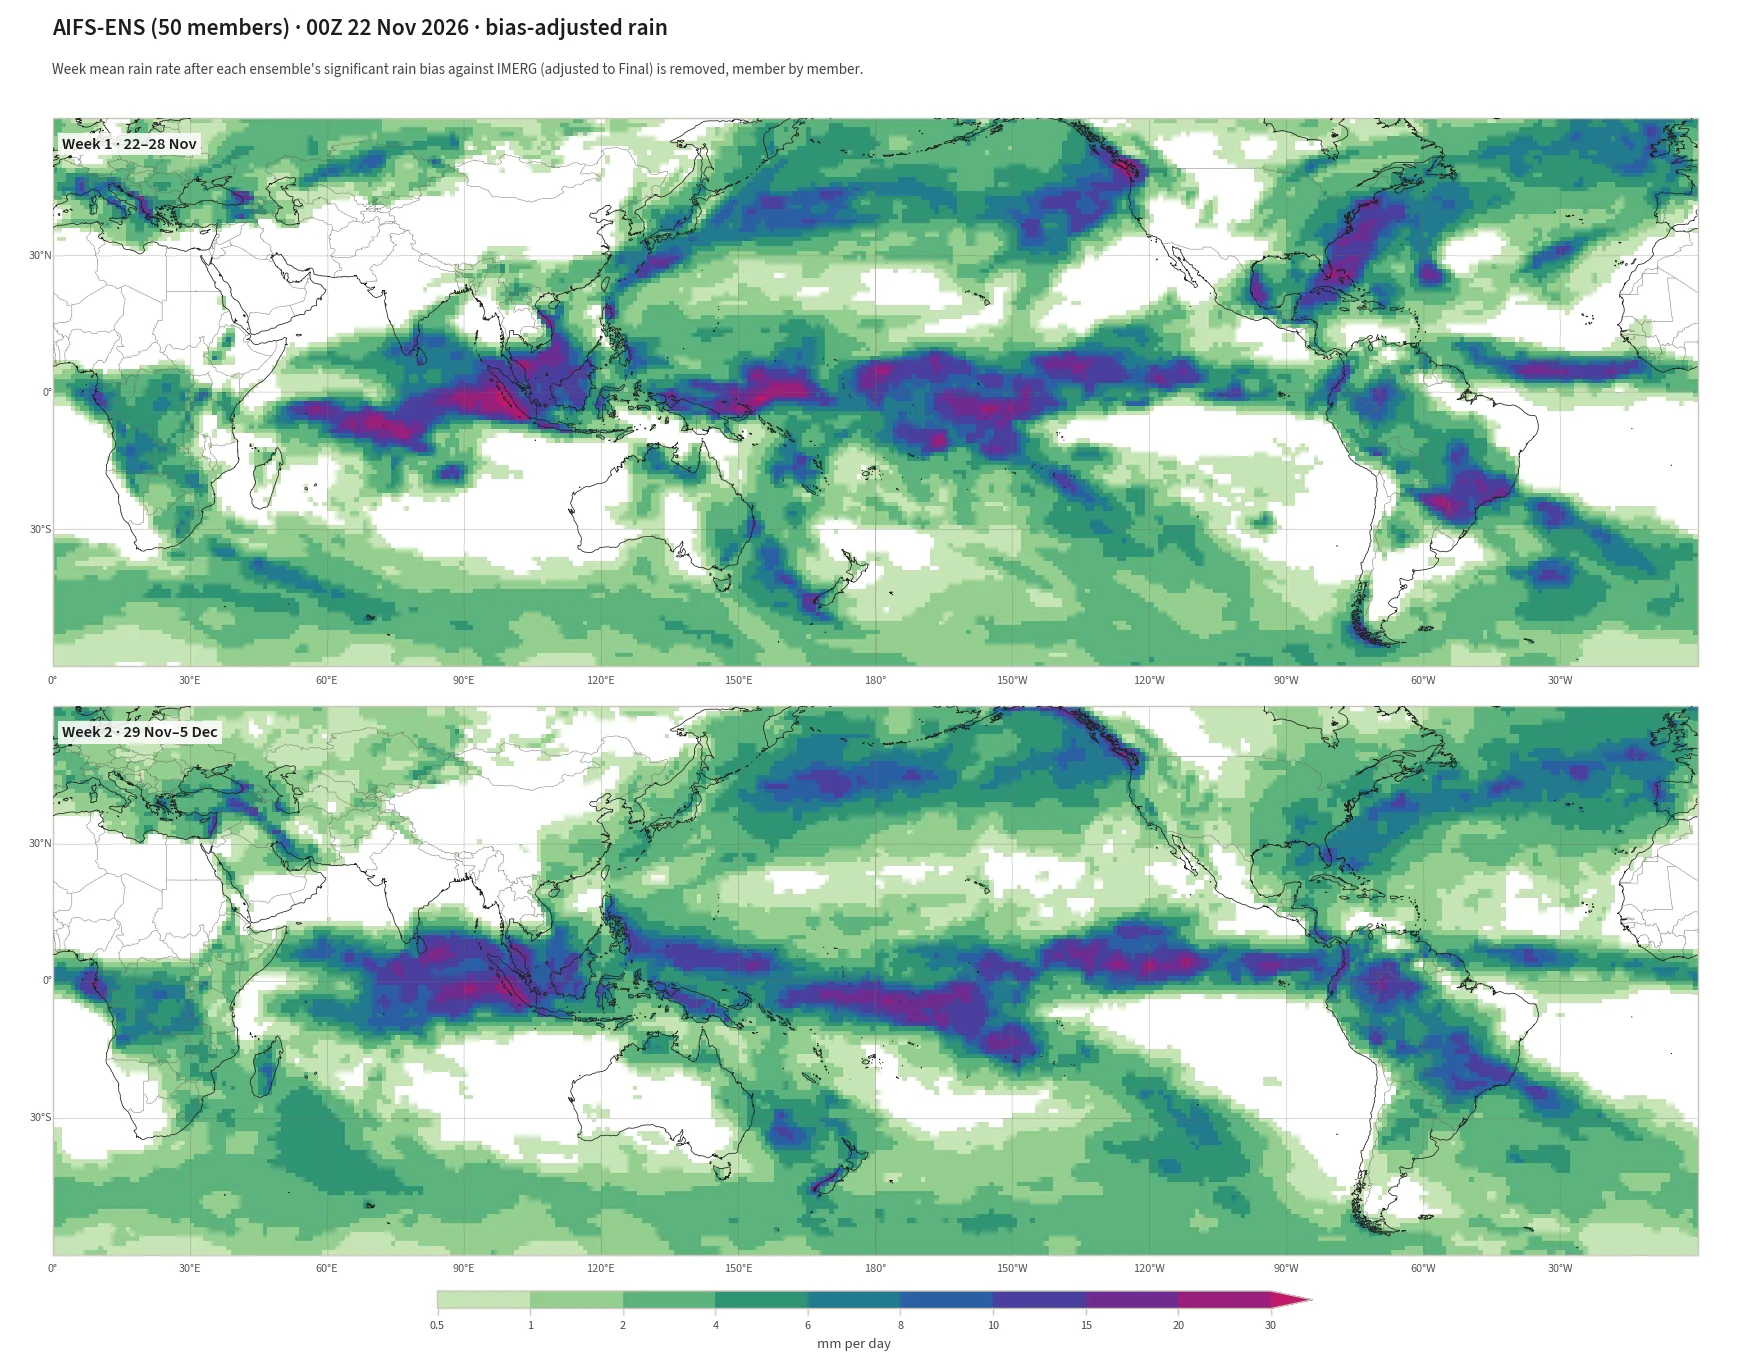 AIFS-ENS (50 members) · 00Z 22 Nov 2026 · bias-adjusted rain
Week mean rain rate after each ensemble's significant rain bias against IMERG (adjusted to Final) is removed, member by member.
Week 1 · 22–28 Nov
30°N
0°
30°S
0° 30°E 60°E 90°E 120°E 150°E 180° 150°W 120°W 90°W 60°W 30°W
Week 2 · 29 Nov–5 Dec
30°N
0°
30°S
0° 30°E 60°E 90°E 120°E 150°E 180° 150°W 120°W 90°W 60°W 30°W
0.5 1 2 4 6 8 10 15 20 30
mm per day